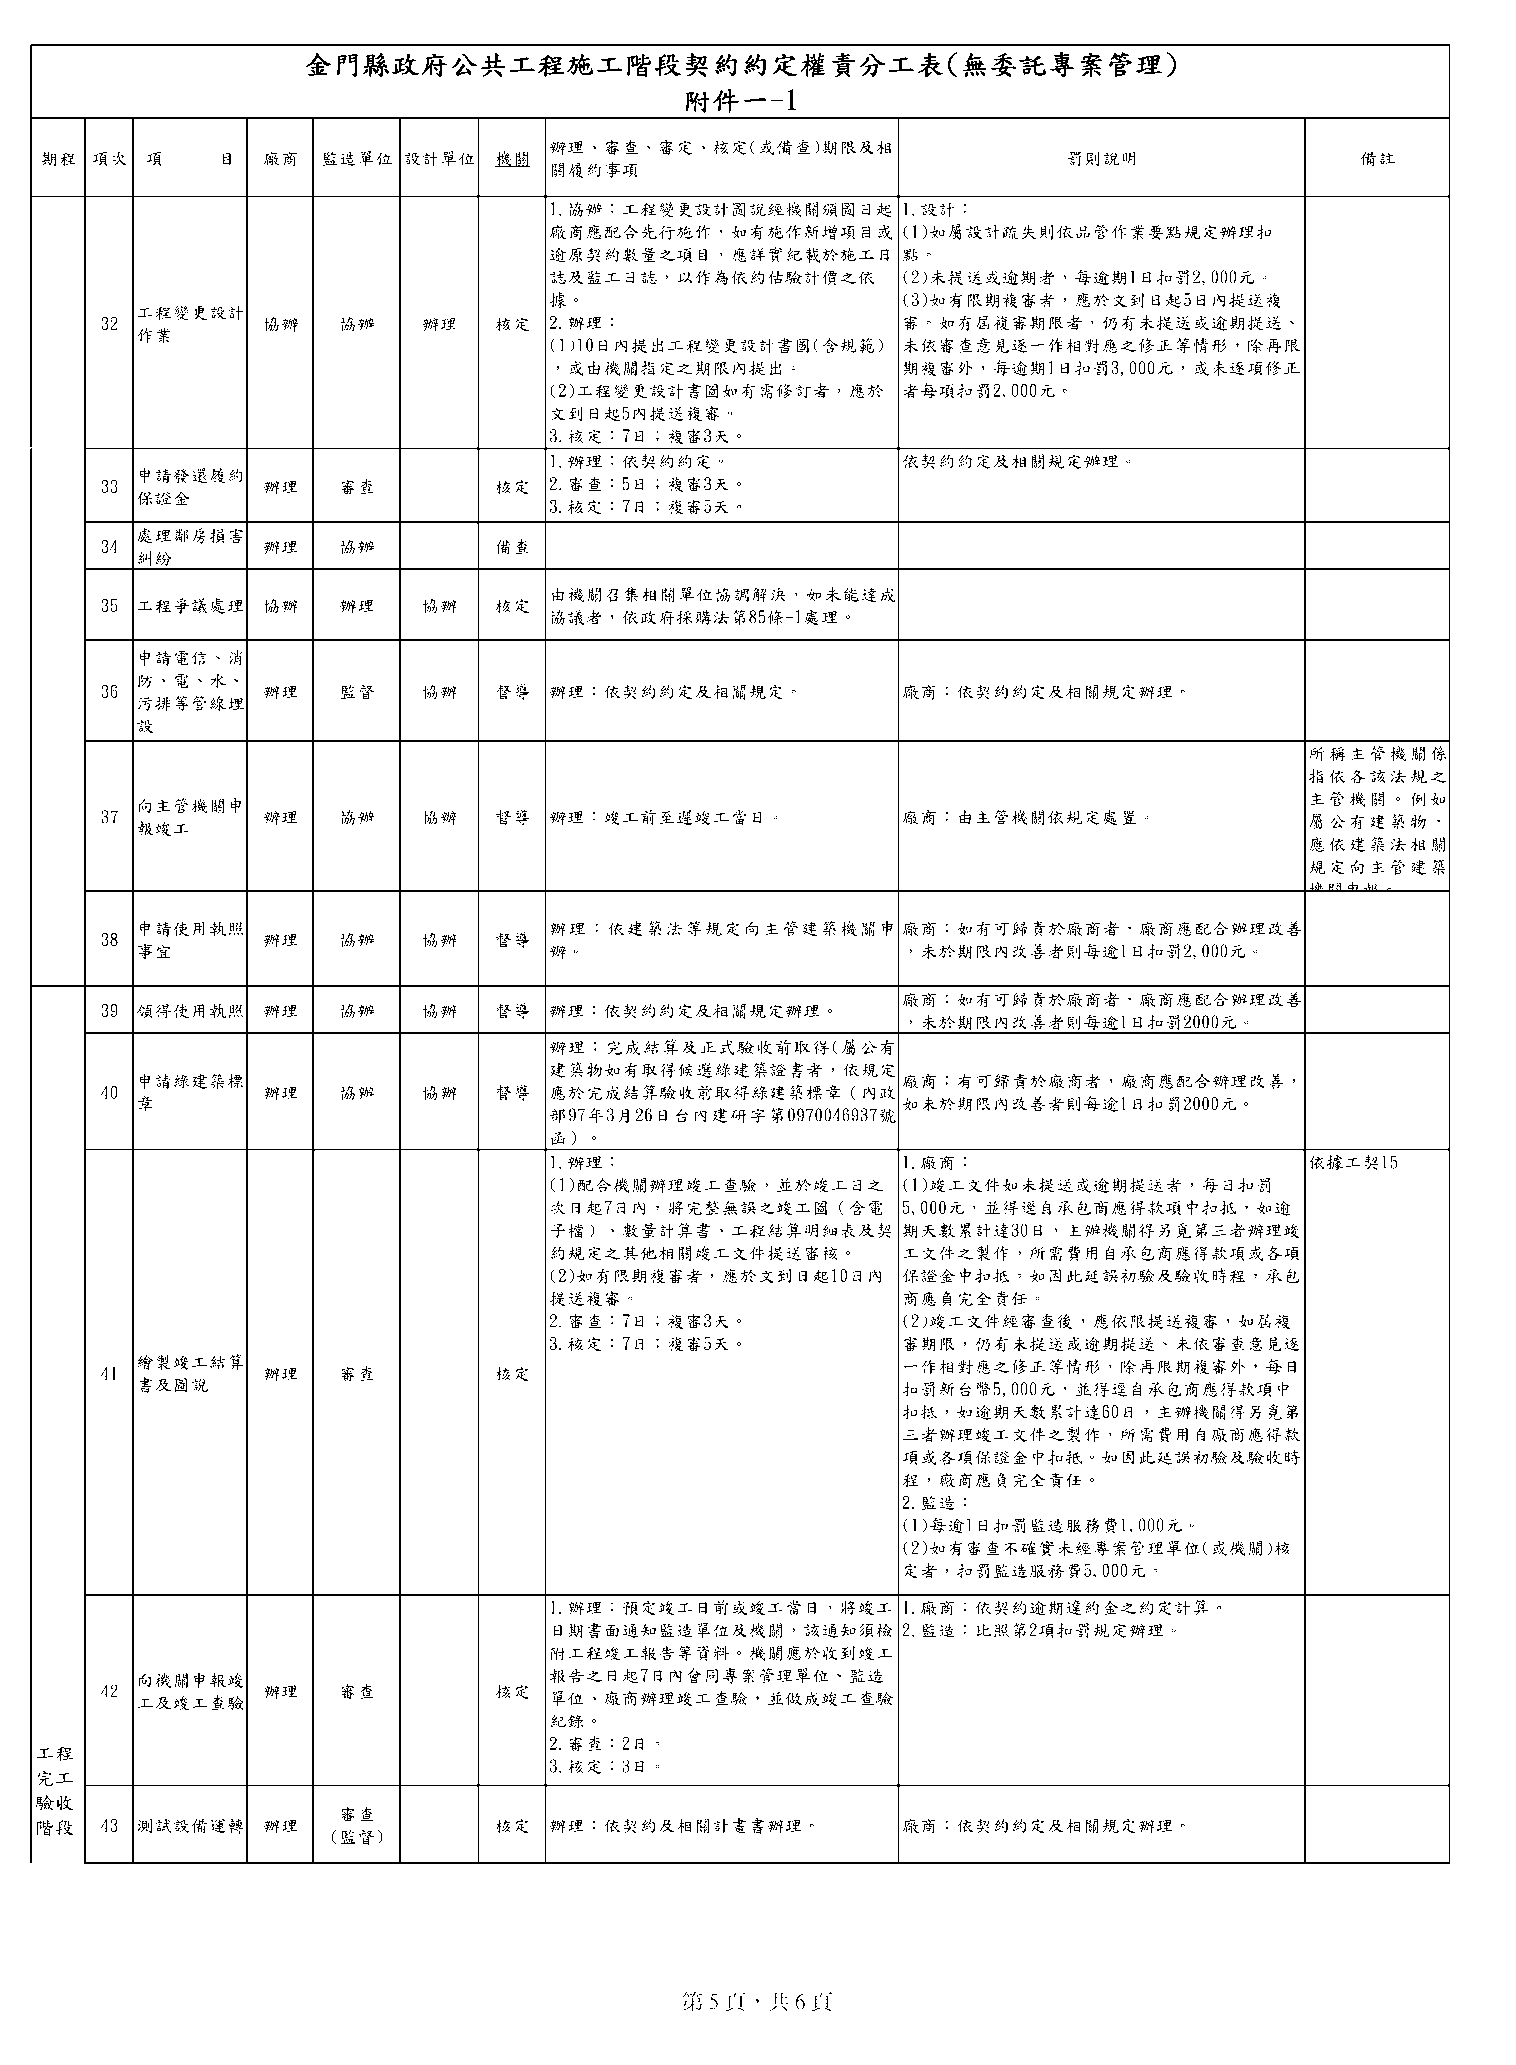 金門縣政府公共工程施工階段契約約定權責分工表(無委託專案管理)
附件一-1
期程
項次
項　　　目
廠商
監造單位
設計單位
機關
辦理、審查、審定、核定(或備查)期限及相
關履約事項
罰則說明
備註
32
工程變更設計
作業
協辦
協辦
辦理
核定
1.協辦：工程變更設計圖說經機關頒圖日起
廠商應配合先行施作，如有施作新增項目或
逾原契約數量之項目，應詳實紀載於施工日
誌及監工日誌，以作為依約估驗計價之依
據。
2.辦理：
(1)10日內提出工程變更設計書圖(含規範)
，或由機關指定之期限內提出。
(2)工程變更設計書圖如有需修訂者，應於
文到日起5內提送複審。
3.核定：7日；複審3天。
1.設計：
(1)如屬設計疏失則依品管作業要點規定辦理扣
點。
(2)未提送或逾期者，每逾期1日扣罰2,000元。
(3)如有限期複審者，應於文到日起5日內提送複
審。如有屆複審期限者，仍有未提送或逾期提送、
未依審查意見逐一作相對應之修正等情形，除再限
期複審外，每逾期1日扣罰3,000元，或未逐項修正
者每項扣罰2,000元。
33
申請發還履約
保證金
辦理
審查
核定
1.辦理：依契約約定。
2.審查：5日；複審3天。
3.核定：7日；複審5天。
依契約約定及相關規定辦理。
34
處理鄰房損害
糾紛
辦理
協辦
備查
35
工程爭議處理
協辦
辦理
協辦
核定
由機關召集相關單位協調解決，如未能達成
協議者，依政府採購法第85條-1處理。
36
申請電信、消
防、電、水、
污排等管線埋
設
辦理
監督
協辦
督導
辦理：依契約約定及相關規定。
廠商：依契約約定及相關規定辦理。
37
向主管機關申
報竣工
辦理
協辦
協辦
督導
辦理：竣工前至遲竣工當日。
廠商：由主管機關依規定處置。
所稱主管機關係
指依各該法規之
主管機關。例如
屬公有建築物，
應依建築法相關
規定向主管建築
機關申報。
38
申請使用執照
事宜
辦理
協辦
協辦
督導
辦理：依建築法等規定向主管建築機關申
辦。
廠商：如有可歸責於廠商者，廠商應配合辦理改善
，未於期限內改善者則每逾1日扣罰2,000元。
39
領得使用執照
辦理
協辦
協辦
督導
辦理：依契約約定及相關規定辦理。
廠商：如有可歸責於廠商者，廠商應配合辦理改善
，未於期限內改善者則每逾1日扣罰2000元。
40
申請綠建築標
章
辦理
協辦
協辦
督導
辦理：完成結算及正式驗收前取得(屬公有
建築物如有取得候選綠建築證書者，依規定
應於完成結算驗收前取得綠建築標章（內政
部97年3月26日台內建研字第0970046937號
函）。
廠商：有可歸責於廠商者，廠商應配合辦理改善，
如未於期限內改善者則每逾1日扣罰2000元。
41
繪製竣工結算
書及圖說
辦理
審查
核定
1.辦理：
(1)配合機關辦理竣工查驗，並於竣工日之
次日起7日內，將完整無誤之竣工圖（含電
子檔）、數量計算書、工程結算明細表及契
約規定之其他相關竣工文件提送審核。
(2)如有限期複審者，應於文到日起10日內
提送複審。
2.審查：7日；複審3天。
3.核定：7日；複審5天。
1.廠商：
(1)竣工文件如未提送或逾期提送者，每日扣罰
5,000元，並得逕自承包商應得款項中扣抵，如逾
期天數累計達30日，主辦機關得另覓第三者辦理竣
工文件之製作，所需費用自承包商應得款項或各項
保證金中扣抵。如因此延誤初驗及驗收時程，承包
商應負完全責任。
(2)竣工文件經審查後，應依限提送複審，如屆複
審期限，仍有未提送或逾期提送、未依審查意見逐
一作相對應之修正等情形，除再限期複審外，每日
扣罰新台幣5,000元，並得逕自承包商應得款項中
扣抵，如逾期天數累計達60日，主辦機關得另覓第
三者辦理竣工文件之製作，所需費用自廠商應得款
項或各項保證金中扣抵。如因此延誤初驗及驗收時
程，廠商應負完全責任。
2.監造：
(1)每逾1日扣罰監造服務費1,000元。
(2)如有審查不確實未經專案管理單位(或機關)核
定者，扣罰監造服務費5,000元。
依據工契15
42
向機關申報竣
工及竣工查驗
辦理
審查
核定
1.辦理：預定竣工日前或竣工當日，將竣工
日期書面通知監造單位及機關，該通知須檢
附工程竣工報告等資料。機關應於收到竣工
報告之日起7日內會同專案管理單位、監造
單位、廠商辦理竣工查驗，並做成竣工查驗
紀錄。
2.審查：2日。
3.核定：3日。
1.廠商：依契約逾期違約金之約定計算。
2.監造：比照第2項扣罰規定辦理。
工程
完工
驗收
階段
43
測試設備運轉
辦理
審查
（監督）
核定
辦理：依契約及相關計畫書辦理。
廠商：依契約約定及相關規定辦理。
第 5 頁，共 6 頁